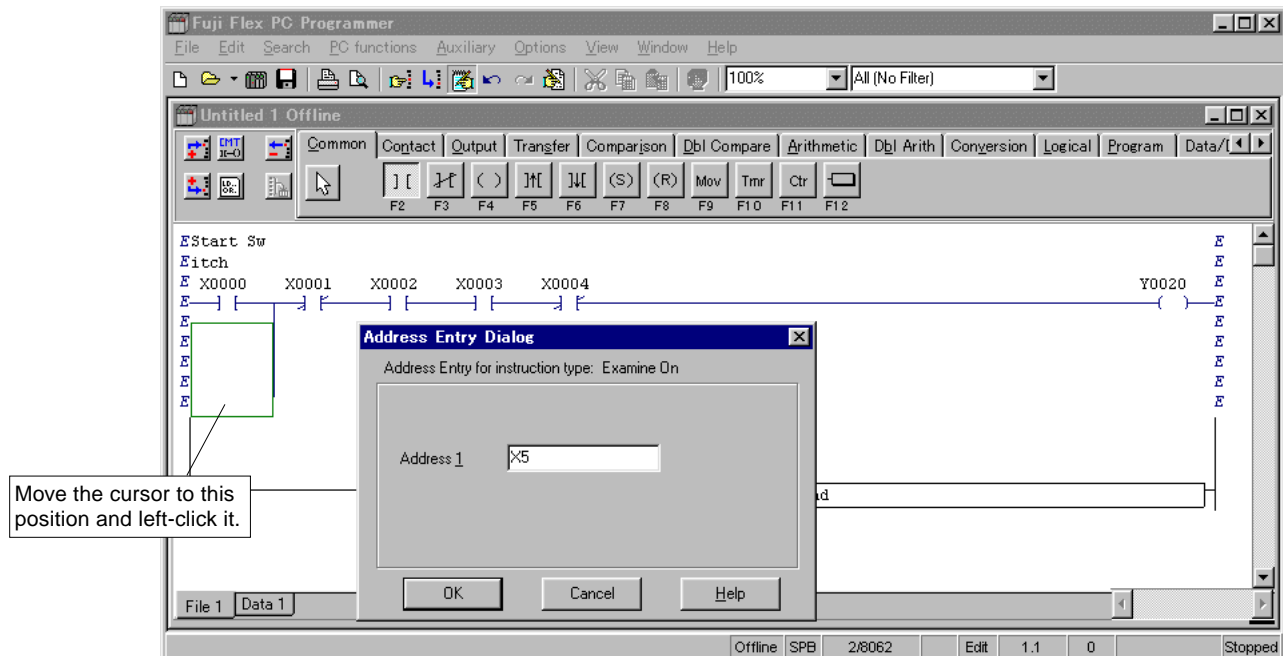 Fuji Flex PC Programmer
File Edit Search PC functions Auxiliary Options View Window Help
100% All (No Filter)
Untitled 1 Offline
CMT
LD.. OR.
Common Contact Output Transfer Comparison Dbl Compare Arithmetic Dbl Arith Conversion Logical Program Data/
(S) (R) Mov Tmr Ctr
F2 F3 F4 F5 F6 F7 F8 F9 F10 F11 F12
EStart Sw E
Eitch E
E X0000 X0001 X0002 X0003 X0004 Y0020 E
E E
E E
E E
E E
E E
E E
Address Entry Dialog
Address Entry for instruction type: Examine On
Address 1 X5
Move the cursor to this
position and left-click it.
OK Cancel Help
File 1 Data 1
Offline SPB 2/8062 Edit 1.1 0 Stopped